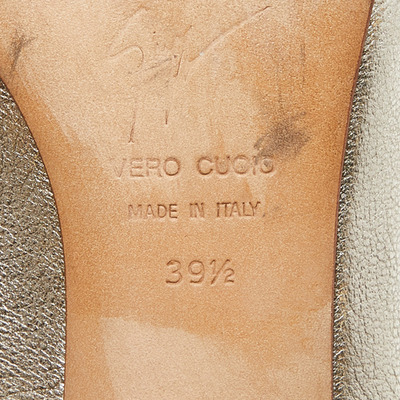 VERO CUOIO
MADE IN ITALY
39½